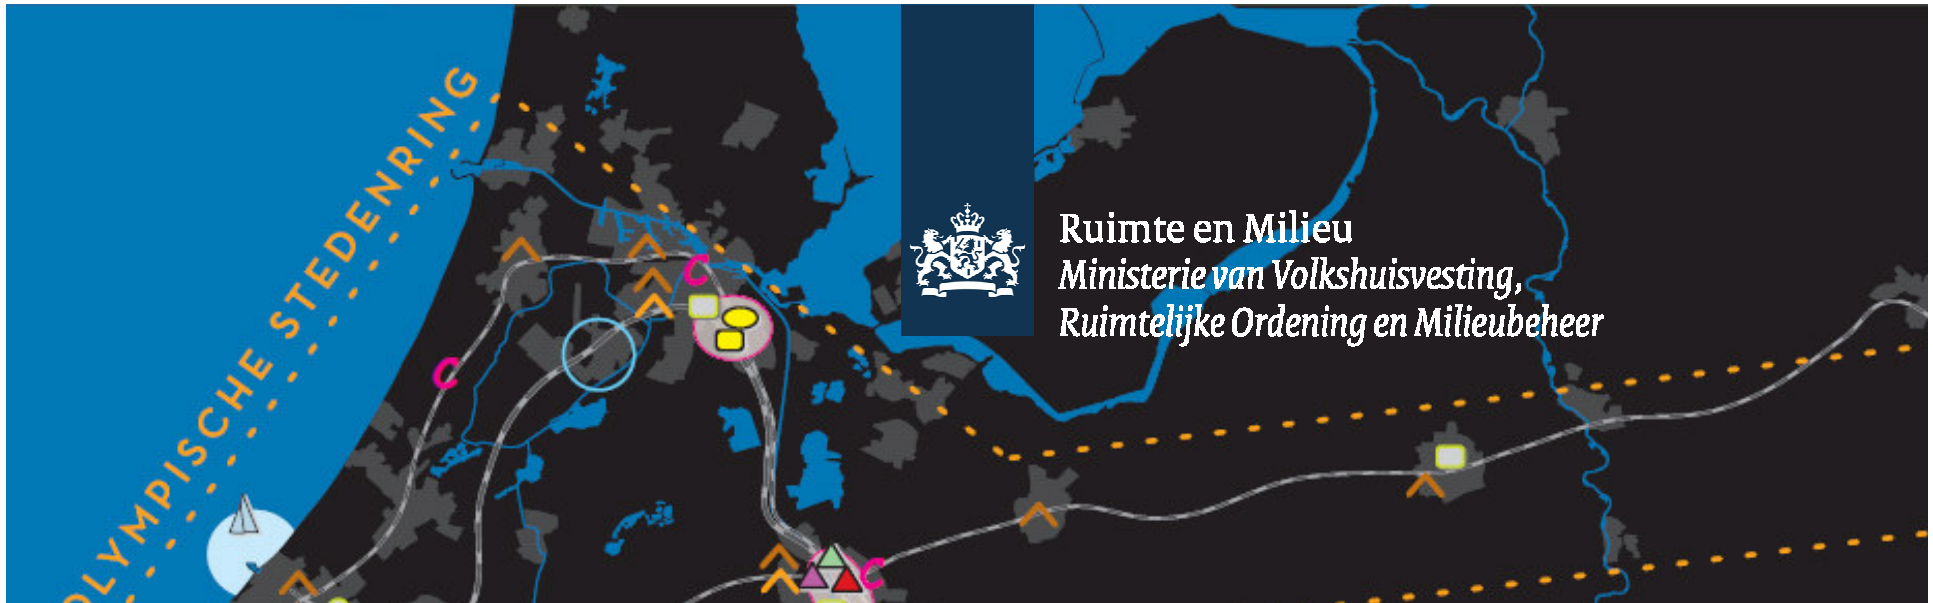 OLYMPISCHE STEDENRING
Ruimte en Milieu
Ministerie van Volkshuisvesting,
Ruimtelijke Ordening en Milieubeheer
C
C
C